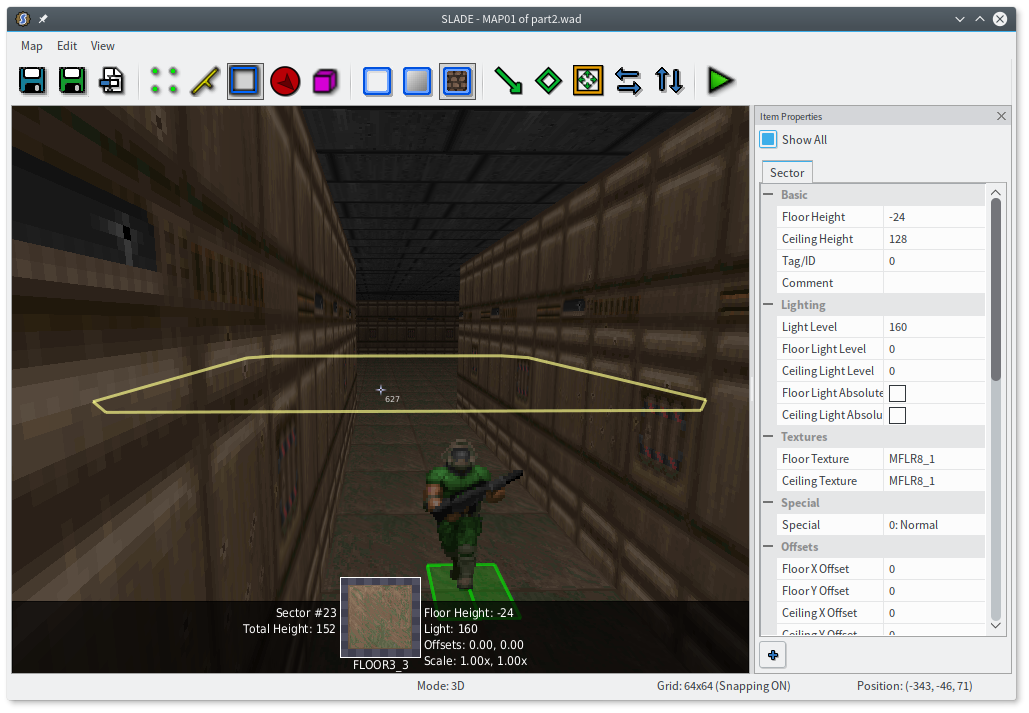 SLADE - MAP01 of part2.wad
Map Edit View
Item Properties
Show All
Sector
Basic
Floor Height -24
Ceiling Height 128
Tag/ID 0
Comment
Lighting
Light Level 160
Floor Light Level 0
Ceiling Light Level 0
Floor Light Absolute
Ceiling Light Absolu
Textures
Floor Texture MFLR8_1
Ceiling Texture MFLR8_1
Special
Special 0: Normal
Offsets
Floor X Offset 0
Floor Y Offset 0
Ceiling X Offset 0
Ceiling Y Offset 0
627
Sector #23
Total Height: 152
FLOOR3_3
Floor Height: -24
Light: 160
Offsets: 0.00, 0.00
Scale: 1.00x, 1.00x
Mode: 3D
Grid: 64x64 (Snapping ON)
Position: (-343, -46, 71)